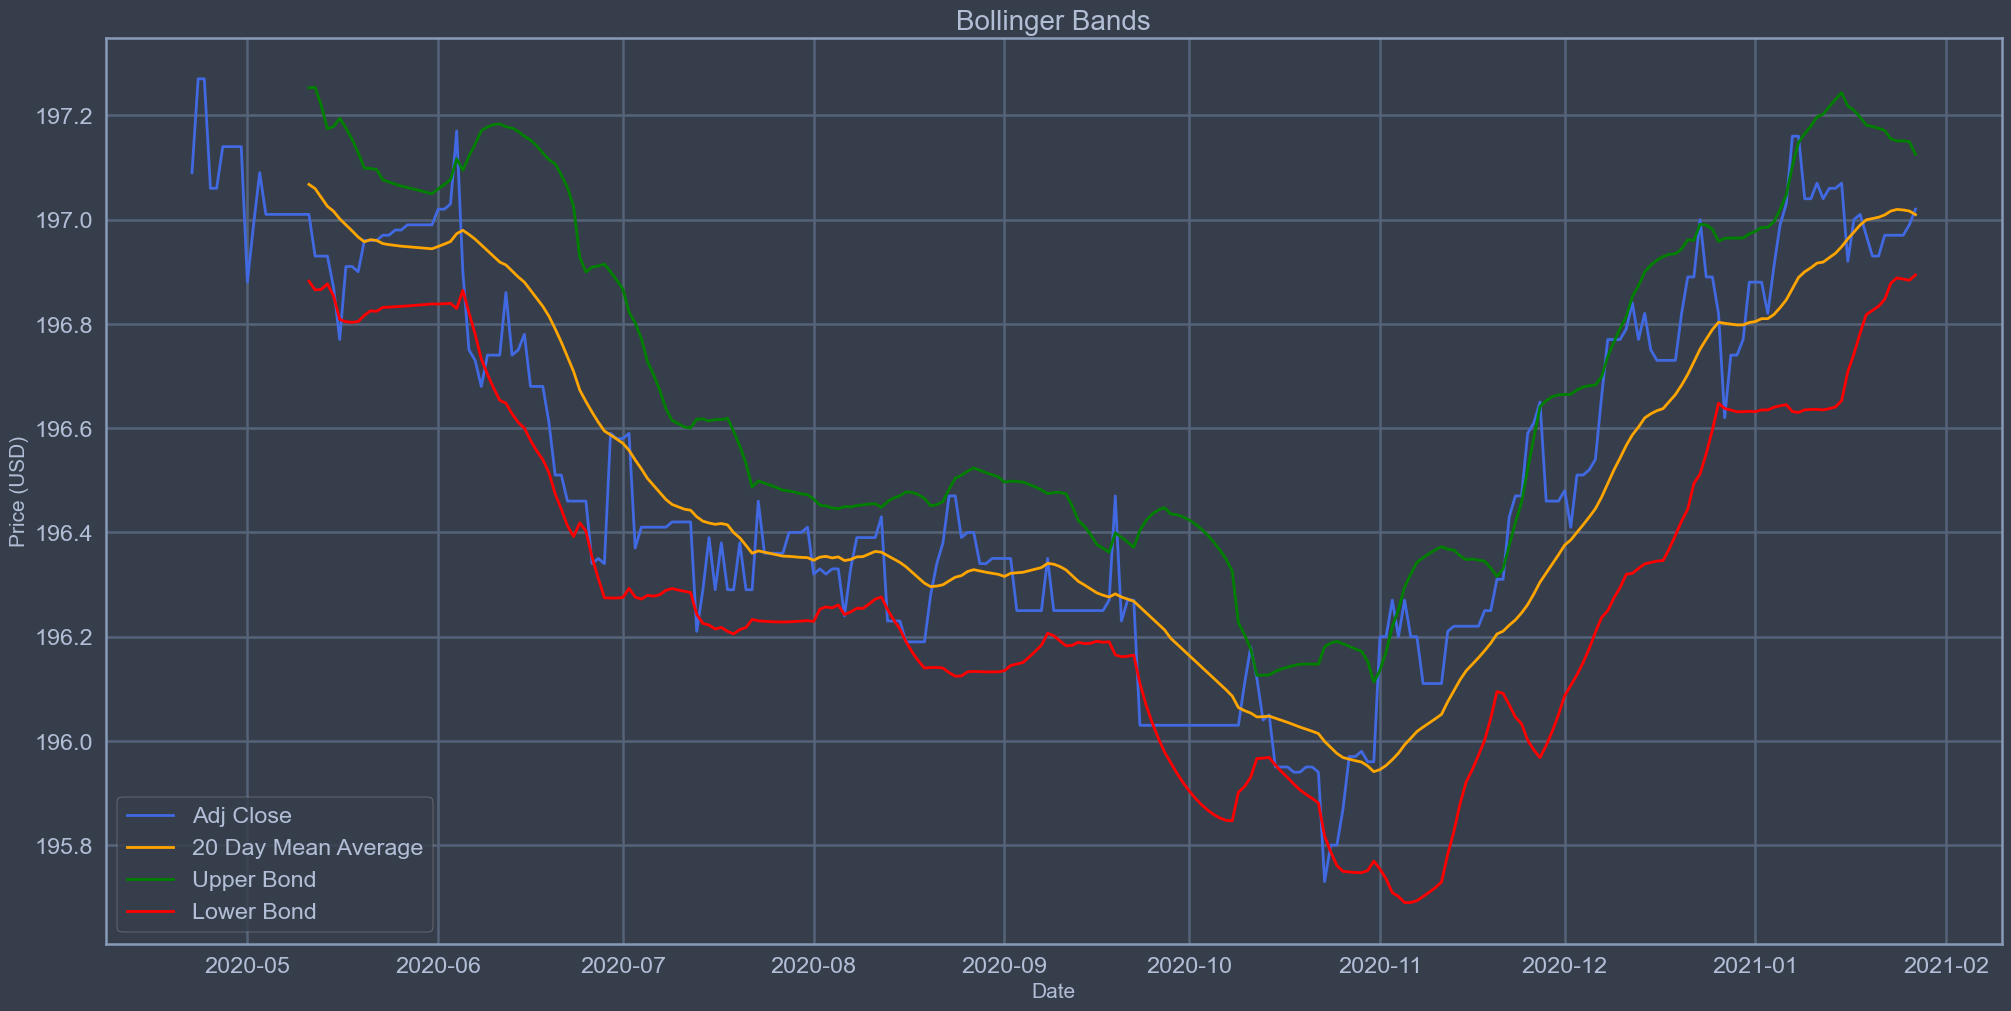 Bollinger Bands
Price (USD)
197.2
197.0
196.8
196.6
196.4
196.2
196.0
195.8
Adj Close
20 Day Mean Average
Upper Bond
Lower Bond
2020-05 2020-06 2020-07 2020-08 2020-09 2020-10 2020-11 2020-12 2021-01 2021-02
Date